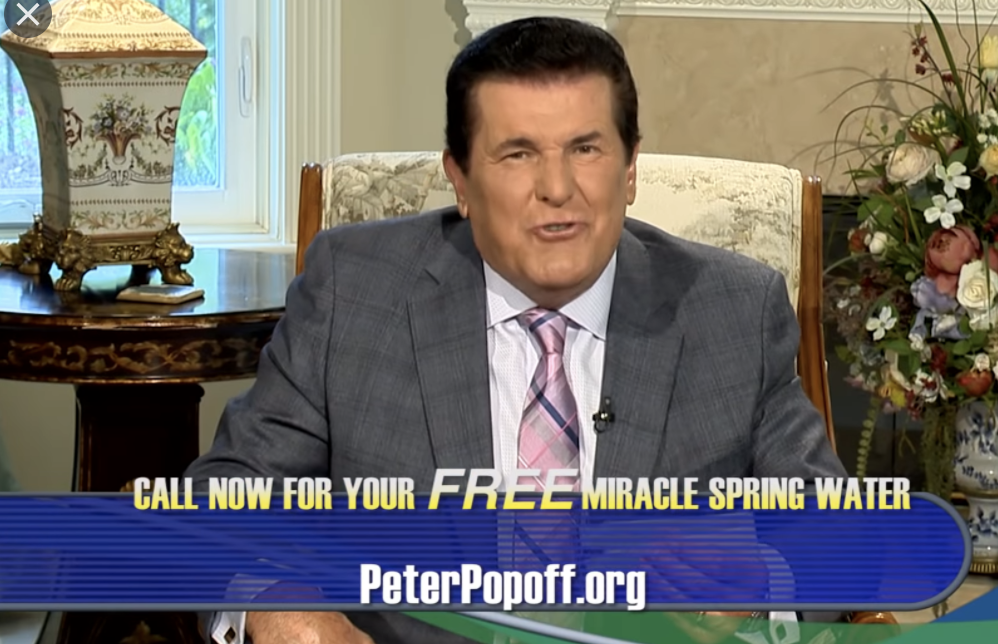 CALL NOW FOR YOUR FREE MIRACLE SPRING WATER
PeterPopoff.org